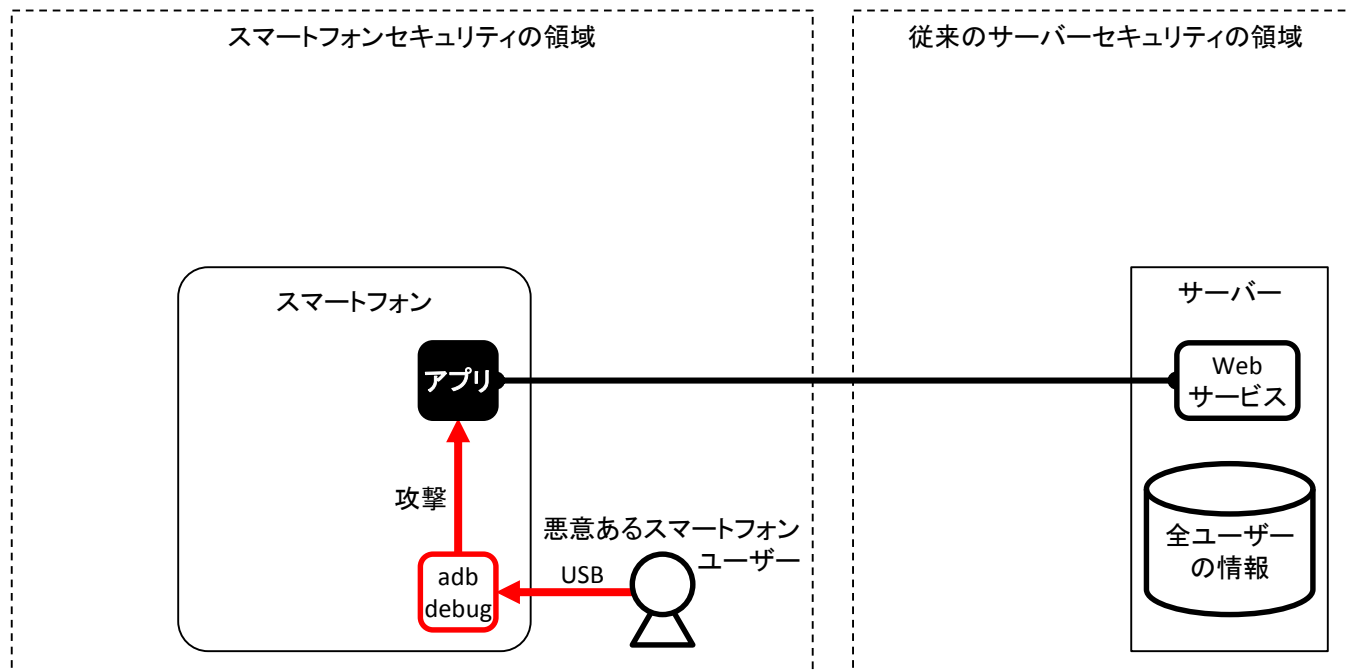 スマートフォンセキュリティの領域
従来のサーバーセキュリティの領域
スマートフォン
サーバー
アプリ
Web
サービス
攻撃
悪意あるスマートフォン
ユーザー
USB
adb
debug
全ユーザー
の情報